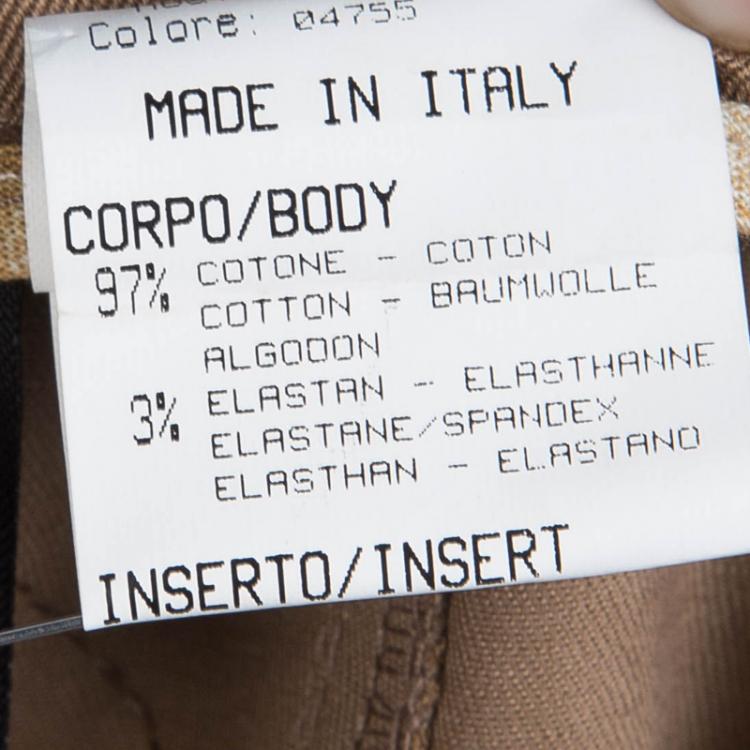 Colore: 04755
MADE IN ITALY
CORPO/BODY
97% COTONE - COTON
COTTON - BAUMWOLLE
ALGODON
3% ELASTAN - ELASTHANNE
ELASTANE/SPANDEX
ELASTHAN - ELASTANO
INSERTO/INSERT